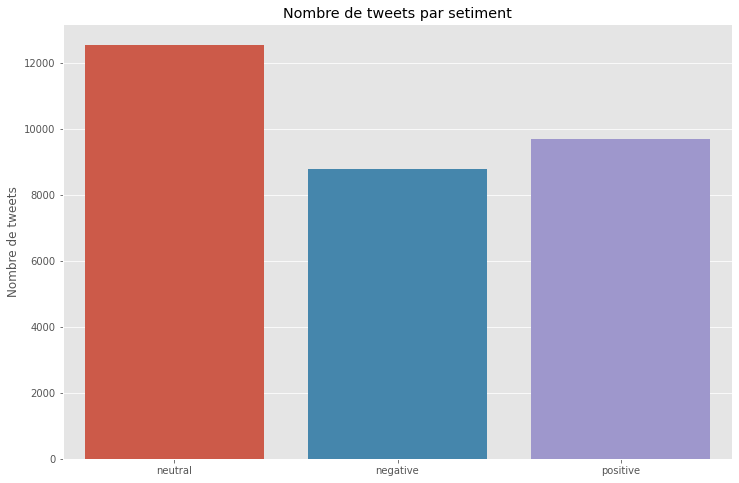 Nombre de tweets par setiment
Nombre de tweets
12000
10000
8000
6000
4000
2000
0
neutral
negative
positive